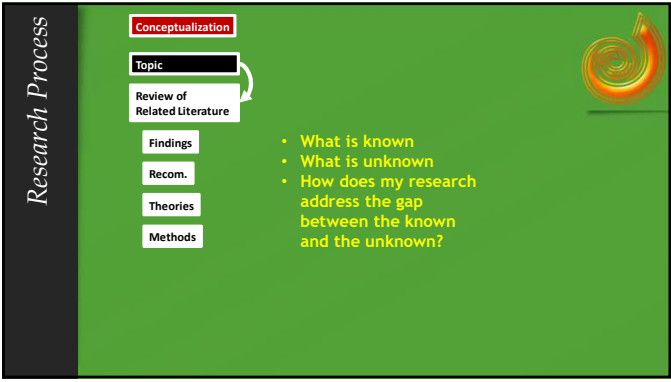 Research Process
Conceptualization
Topic
Review of
Related Literature
Findings
Recom.
Theories
Methods
• What is known
• What is unknown
• How does my research
address the gap
between the known
and the unknown?